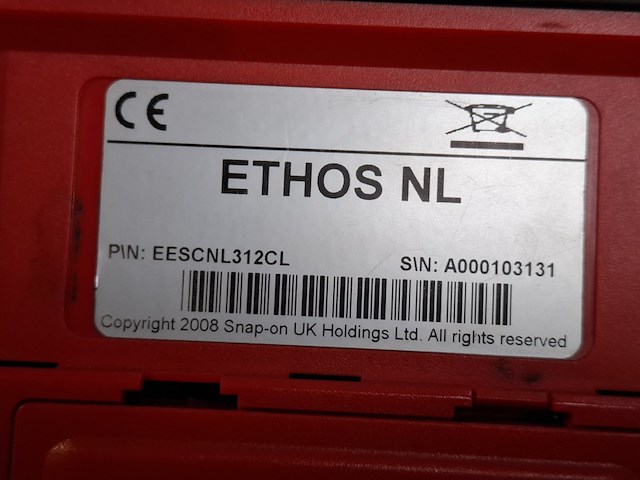 CE
ETHOS NL
P\N: EESCNL312CL S\N: A000103131
Copyright 2008 Snap-on UK Holdings Ltd. All rights reserved